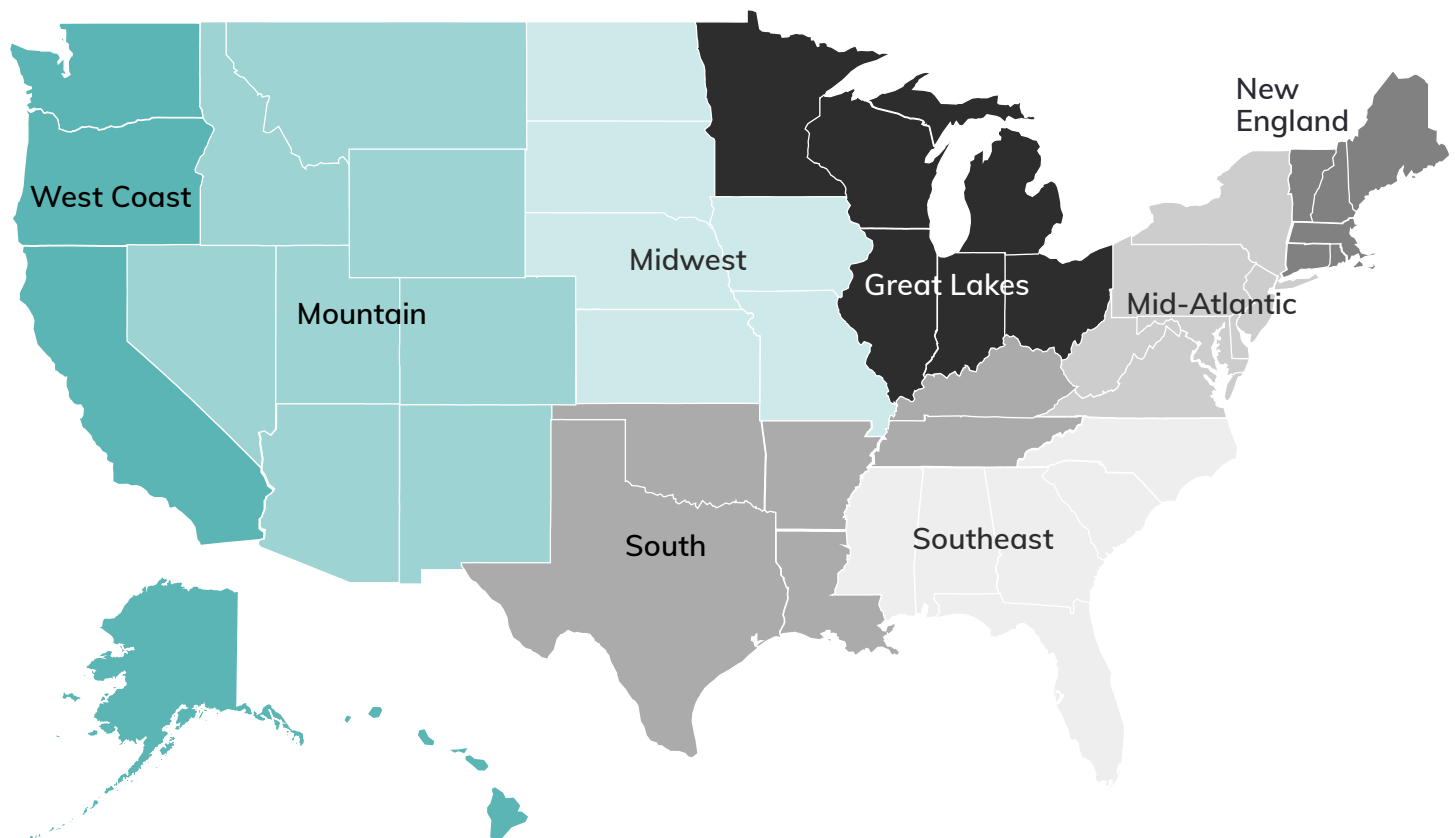 New
England
West Coast
Midwest
Great Lakes
Mid-Atlantic
Mountain
South
Southeast